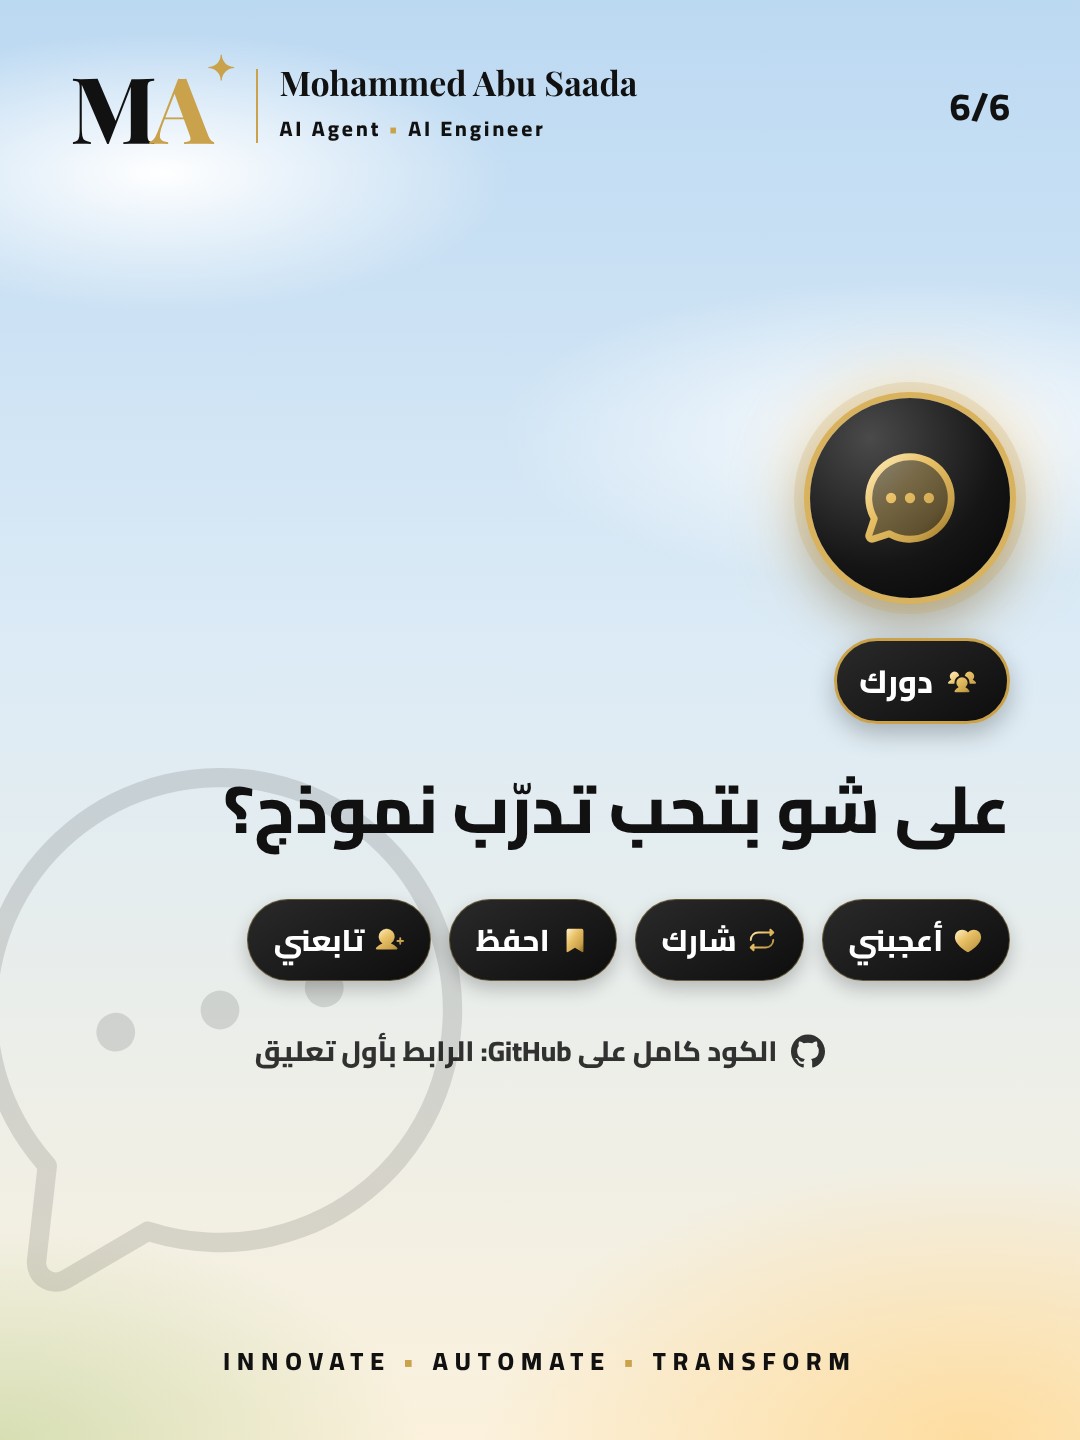 MA
Mohammed Abu Saada
AI Agent ▪ AI Engineer
6/6
دورك
على شو بتحب تدرّب نموذج؟
أعجبني
شارك
احفظ
تابعني
الكود كامل على GitHub: الرابط بأول تعليق
INNOVATE ▪ AUTOMATE ▪ TRANSFORM